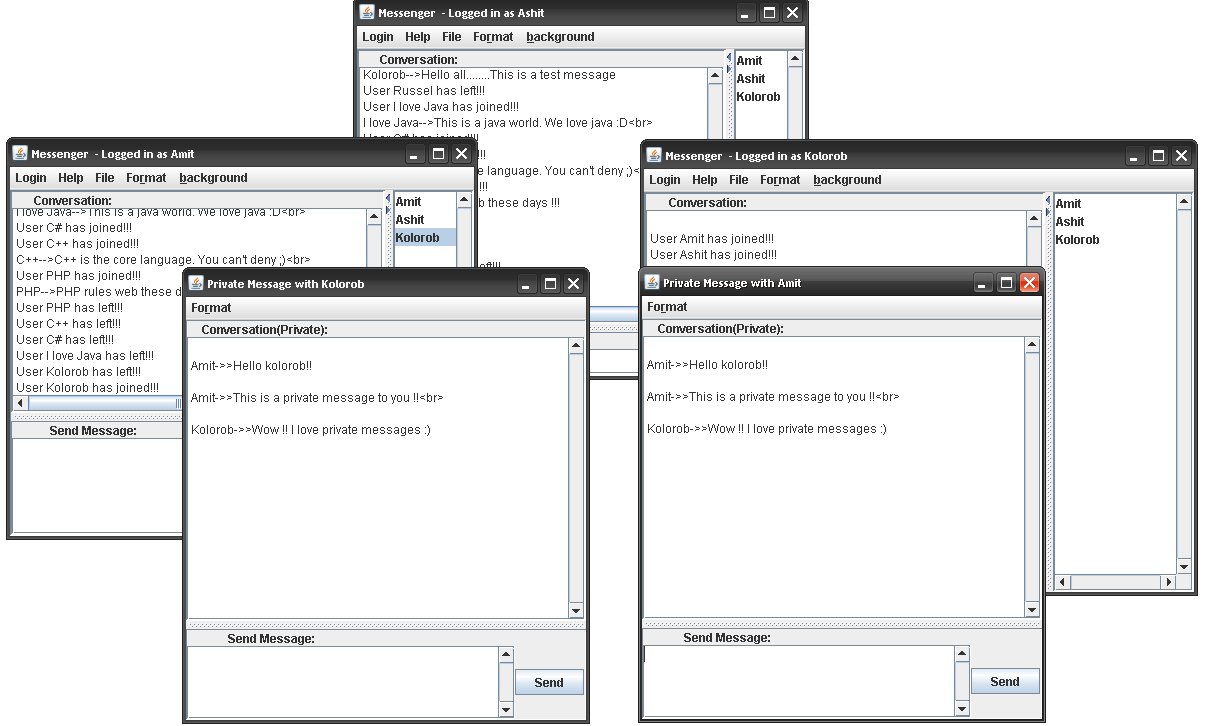 Messenger - Logged in as Ashit
Login Help File Format background
Conversation:
Kolorob-->Hello all........This is a test message
User Russel has left!!!
User I love Java has joined!!!
I love Java-->This is a java world. We love java :D<br>
User C# has joined!!!
!!!
e language. You can't deny ;)<
!!!
b these days !!!
left!!!
Amit
Ashit
Kolorob
Messenger - Logged in as Amit
Login Help File Format background
Conversation:
I love Java-->This is a java world. We love java :D<br>
User C# has joined!!!
User C++ has joined!!!
C++-->C++ is the core language. You can't deny ;)<br>
User PHP has joined!!!
PHP-->PHP rules web these d
User PHP has left!!!
User C++ has left!!!
User C# has left!!!
User I love Java has left!!!
User Kolorob has left!!!
User Kolorob has joined!!!
Send Message:
Amit
Ashit
Kolorob
Messenger - Logged in as Kolorob
Login Help File Format background
Conversation:
User Amit has joined!!!
User Ashit has joined!!!
Amit
Ashit
Kolorob
Private Message with Kolorob
Format
Conversation(Private):
Amit->>Hello kolorob!!
Amit->>This is a private message to you !!<br>
Kolorob->>Wow !! I love private messages :)
Send Message:
Send
Private Message with Amit
Format
Conversation(Private):
Amit->>Hello kolorob!!
Amit->>This is a private message to you !!<br>
Kolorob->>Wow !! I love private messages :)
Send Message:
Send